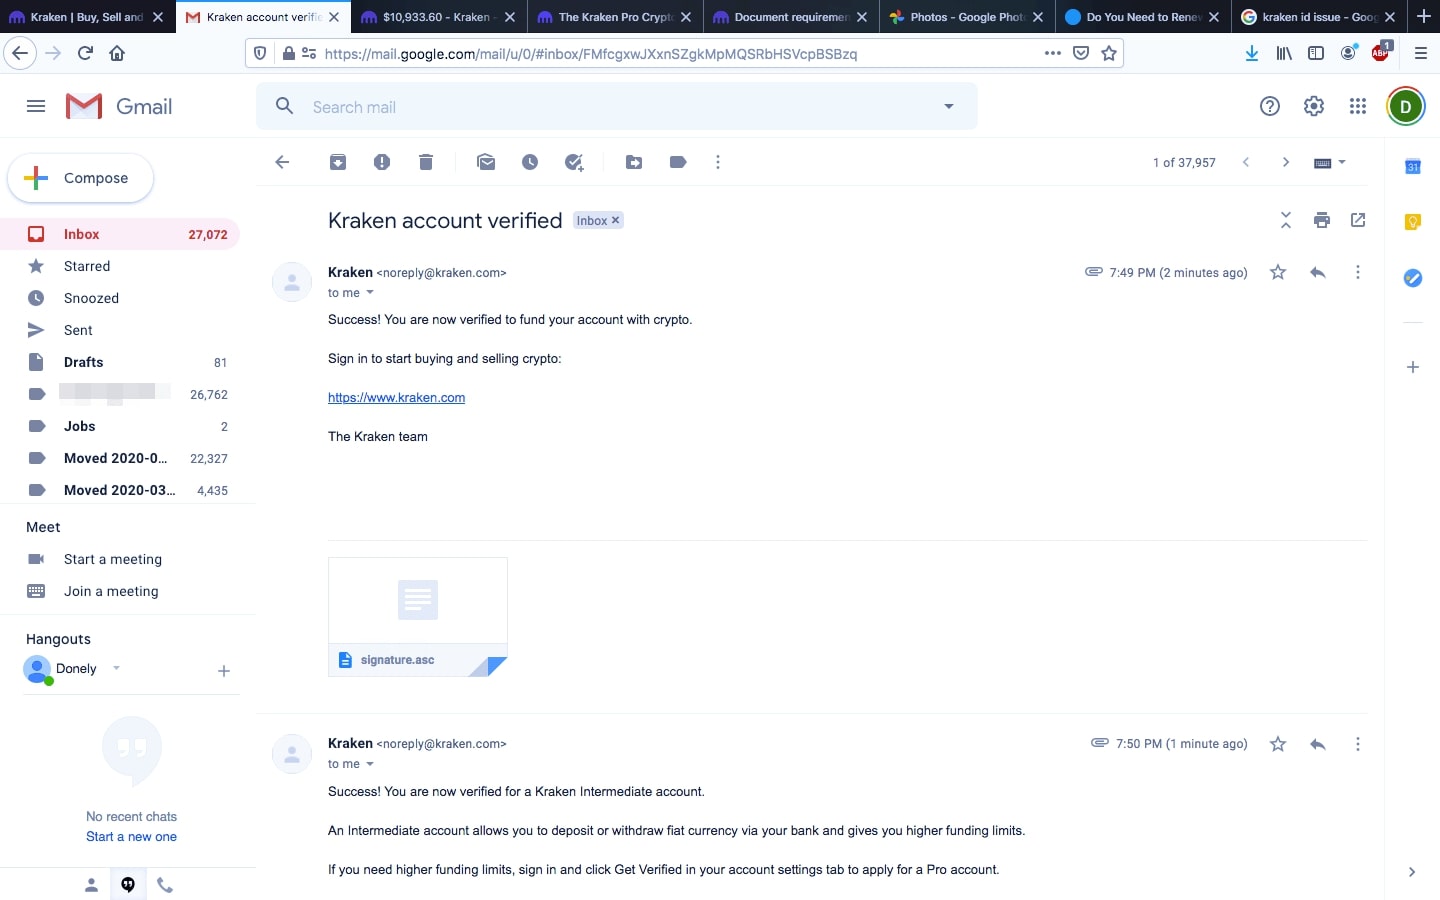 Kraken | Buy, Sell and
Kraken account verifie
$10,933.60 - Kraken -
The Kraken Pro Crypt
Document requiremen
Photos - Google Phot
Do You Need to Renew
kraken id issue - Goog
https://mail.google.com/mail/u/0/#inbox/FMfcgxwJXxnSZgkMpMQSRbHSVcpBSBzq
ABP
1
Gmail
Search mail
D
Compose
1 of 37,957
31
Kraken account verified
Inbox
Inbox 27,072
Starred
Snoozed
Sent
Drafts 81
26,762
Jobs 2
Moved 2020-0... 22,327
Moved 2020-03... 4,435
Meet
Start a meeting
Join a meeting
Hangouts
Donely
No recent chats
Start a new one
Kraken <noreply@kraken.com>
7:49 PM (2 minutes ago)
to me
Success! You are now verified to fund your account with crypto.
Sign in to start buying and selling crypto:
https://www.kraken.com
The Kraken team
signature.asc
Kraken <noreply@kraken.com>
7:50 PM (1 minute ago)
to me
Success! You are now verified for a Kraken Intermediate account.
An Intermediate account allows you to deposit or withdraw fiat currency via your bank and gives you higher funding limits.
If you need higher funding limits, sign in and click Get Verified in your account settings tab to apply for a Pro account.